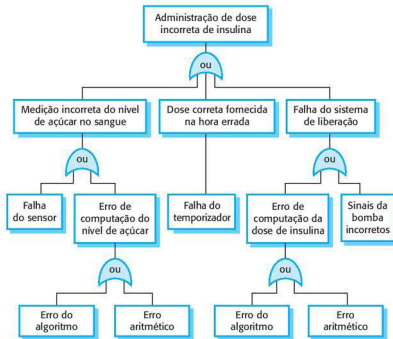 Administração de dose
incorreta de insulina
ou
Medição incorreta do nível
de açúcar no sangue
Dose correta fornecida
na hora errada
Falha do sistema
de liberação
ou
ou
Falha
do sensor
Erro de
computação do
nível de açúcar
Falha do
temporizador
Erro de
computação da
dose de insulina
Sinais da
bomba
incorretos
ou
ou
Erro do
algoritmo
Erro
aritmético
Erro do
algoritmo
Erro
aritmético